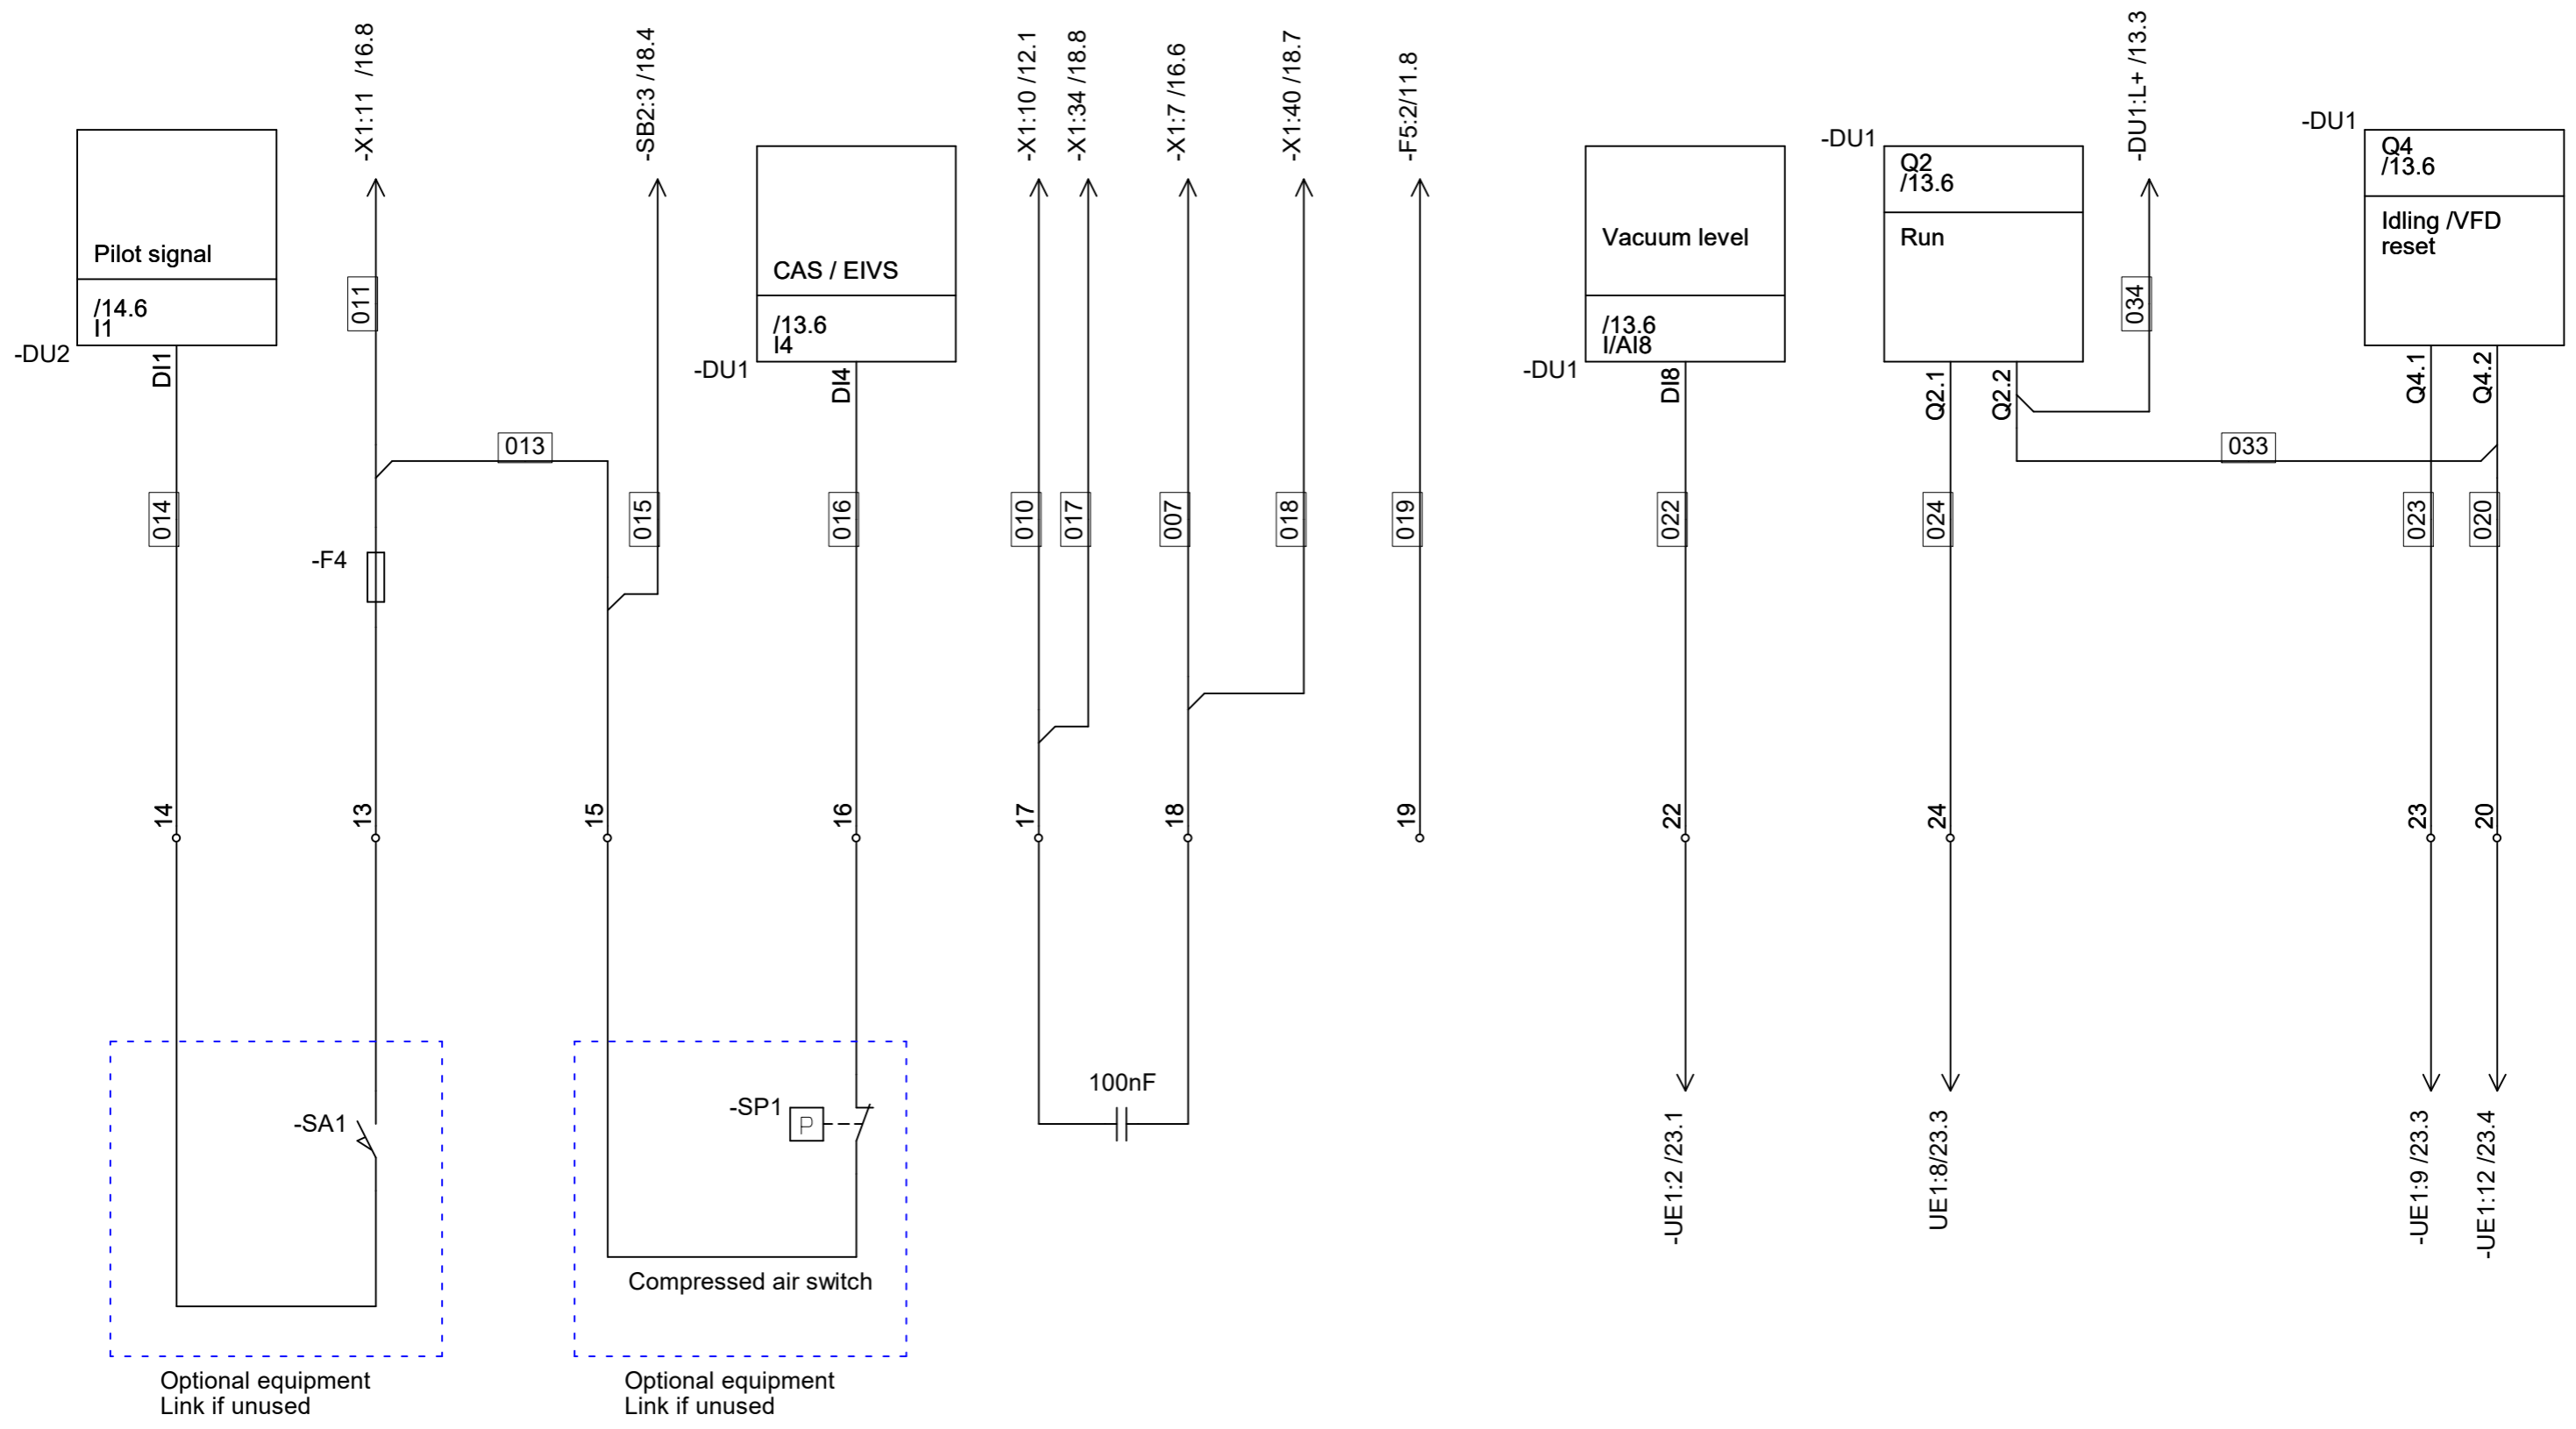 -X1:11  /16.8
-SB2:3 /18.4
-X1:10 /12.1
-X1:34 /18.8
-X1:7 /16.6
-X1:40 /18.7
-F5:2/11.8
-DU1:L+ /13.3
Pilot signal
/14.6
I1
-DU2
DI1
011
CAS / EIVS
/13.6
I4
-DU1
DI4
Vacuum level
/13.6
I/AI8
-DU1
DI8
-DU1
Q2
/13.6
Run
Q2.1
Q2.2
034
-DU1
Q4
/13.6
Idling /VFD
reset
Q4.1
Q4.2
013
033
014
015
016
010
017
007
018
019
022
024
023
020
-F4
14
13
15
16
17
18
19
22
24
23
20
-SA1
-SP1
P
100nF
Compressed air switch
-UE1:2 /23.1
UE1:8/23.3
-UE1:9 /23.3
-UE1:12 /23.4
Optional equipment
Link if unused
Optional equipment
Link if unused